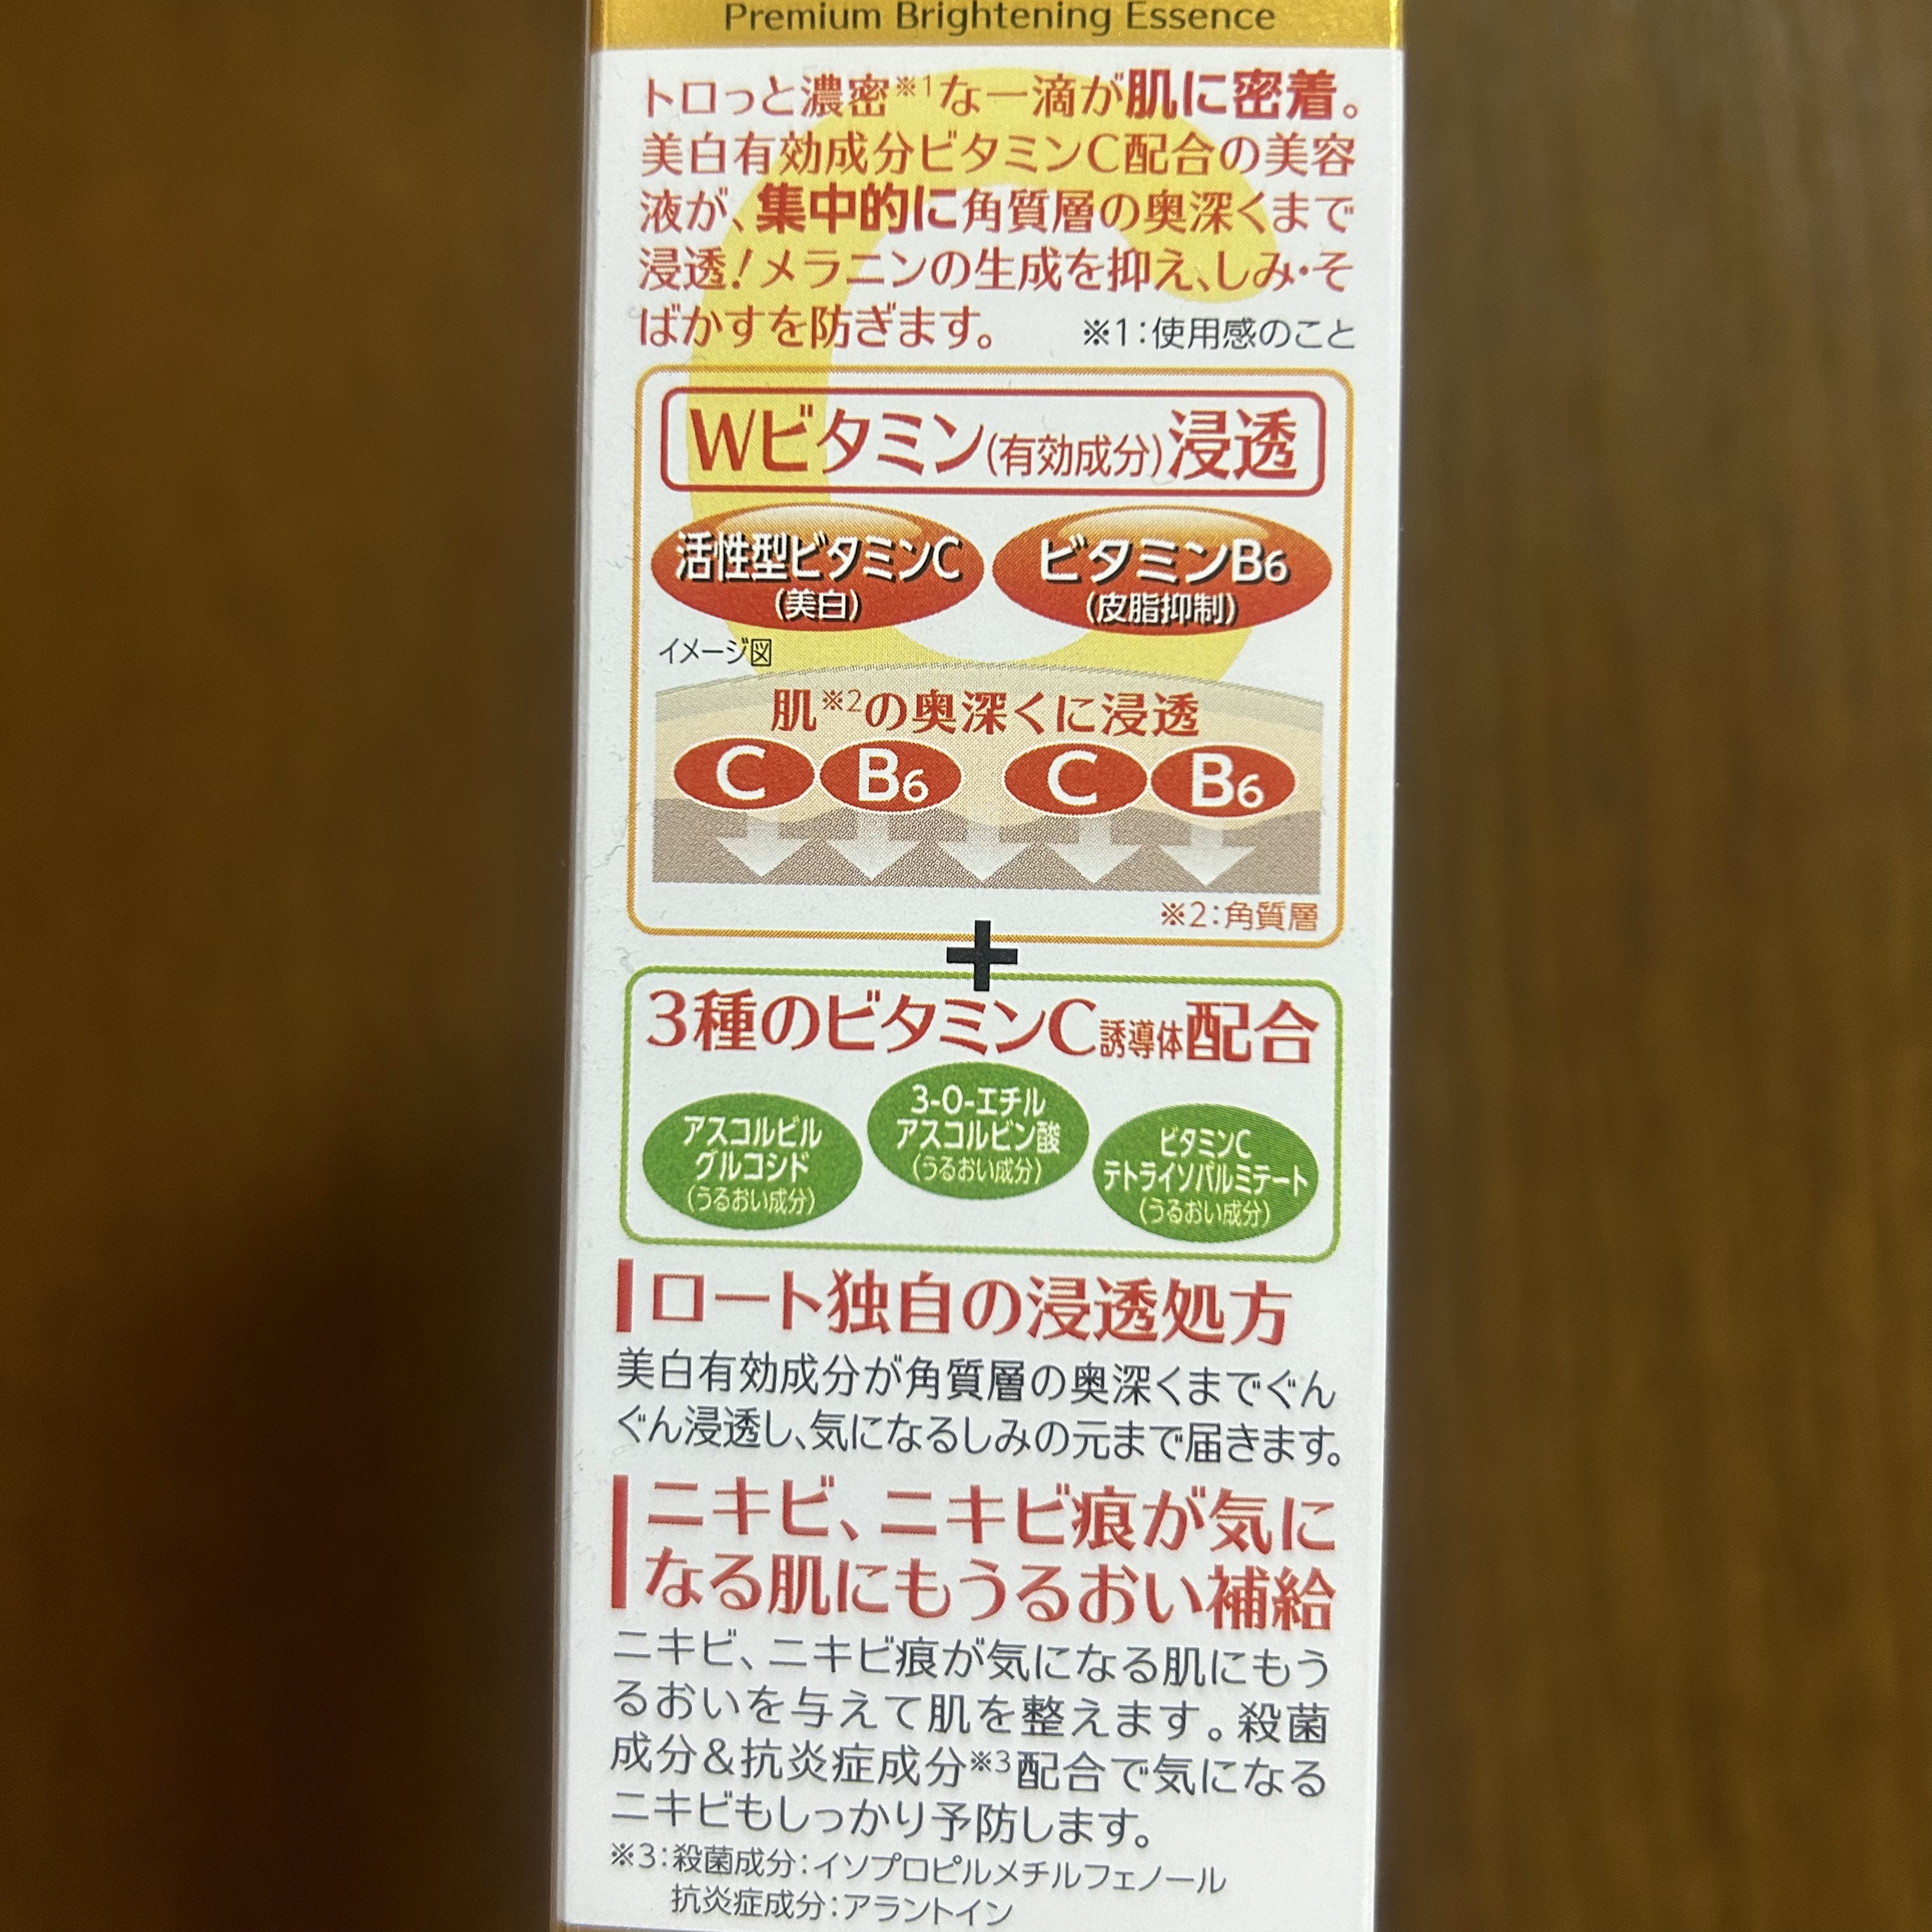 Premium Brightening Essence
トロっと濃密※1な一滴が肌に密着。
美白有効成分ビタミンC配合の美容
液が、集中的に角質層の奥深くまで
浸透!メラニンの生成を抑え、しみ・そ
ばかすを防ぎます。 ※1:使用感のこと
Wビタミン(有効成分)浸透
活性型ビタミンC
(美白)
ビタミンB6
(皮脂抑制)
イメージ図
肌※2の奥深くに浸透
C B6 C B6
※2:角質層
+
3種のビタミンC誘導体配合
アスコルビル
グルコシド
(うるおい成分)
3-O-エチル
アスコルビン酸
(うるおい成分)
ビタミンC
テトライソパルミテート
(うるおい成分)
ロート独自の浸透処方
美白有効成分が角質層の奥深くまでぐん
ぐん浸透し、気になるしみの元まで届きます。
ニキビ、ニキビ痕が気に
なる肌にもうるおい補給
ニキビ、ニキビ痕が気になる肌にもう
るおいを与えて肌を整えます。殺菌
成分&抗炎症成分※3配合で気になる
ニキビもしっかり予防します。
※3:殺菌成分:イソプロピルメチルフェノール
抗炎症成分:アラントイン